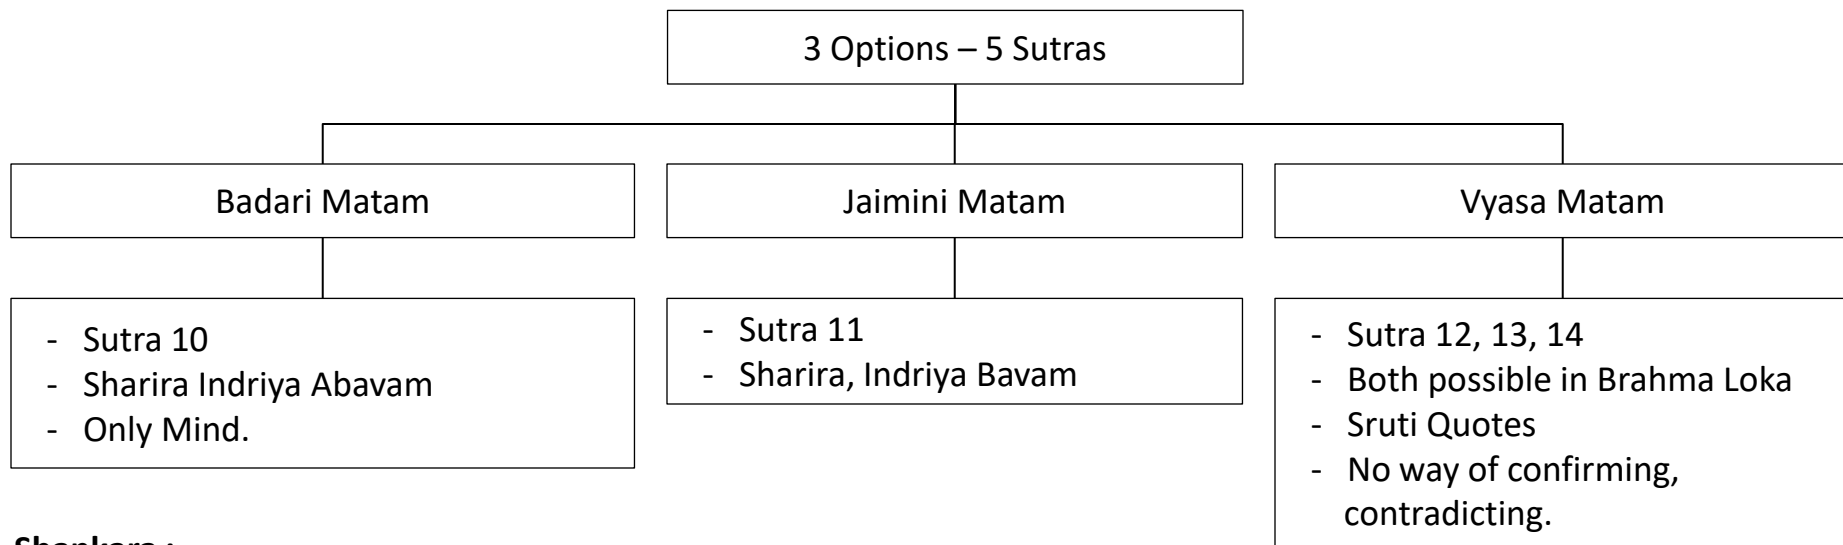 3 Options – 5 Sutras
Badari Matam
Jaimini Matam
Vyasa Matam
- Sutra 10
- Sharira Indriya Abavam
- Only Mind.
- Sutra 11
- Sharira, Indriya Bavam
- Sutra 12, 13, 14
- Both possible in Brahma Loka
- Sruti Quotes
- No way of confirming,
contradicting.
Shankara :